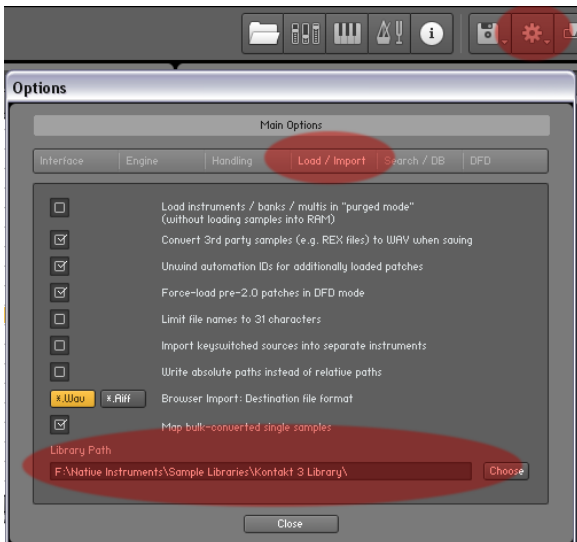 Options
Main Options
Interface
Engine
Handling
Load / Import
Search / DB
DFD
Load instruments / banks / multis in "purged mode"
(without loading samples into RAM)
Convert 3rd party samples (e.g. REX files) to WAV when saving
Unwind automation IDs for additionally loaded patches
Force-load pre-2.0 patches in DFD mode
Limit file names to 31 characters
Import keyswitched sources into separate instruments
Write absolute paths instead of relative paths
*.Wav *.Aiff Browser Import: Destination file format
Map bulk-converted single samples
Library Path
F:\Native Instruments\Sample Libraries\Kontakt 3 Library\ Choose
Close